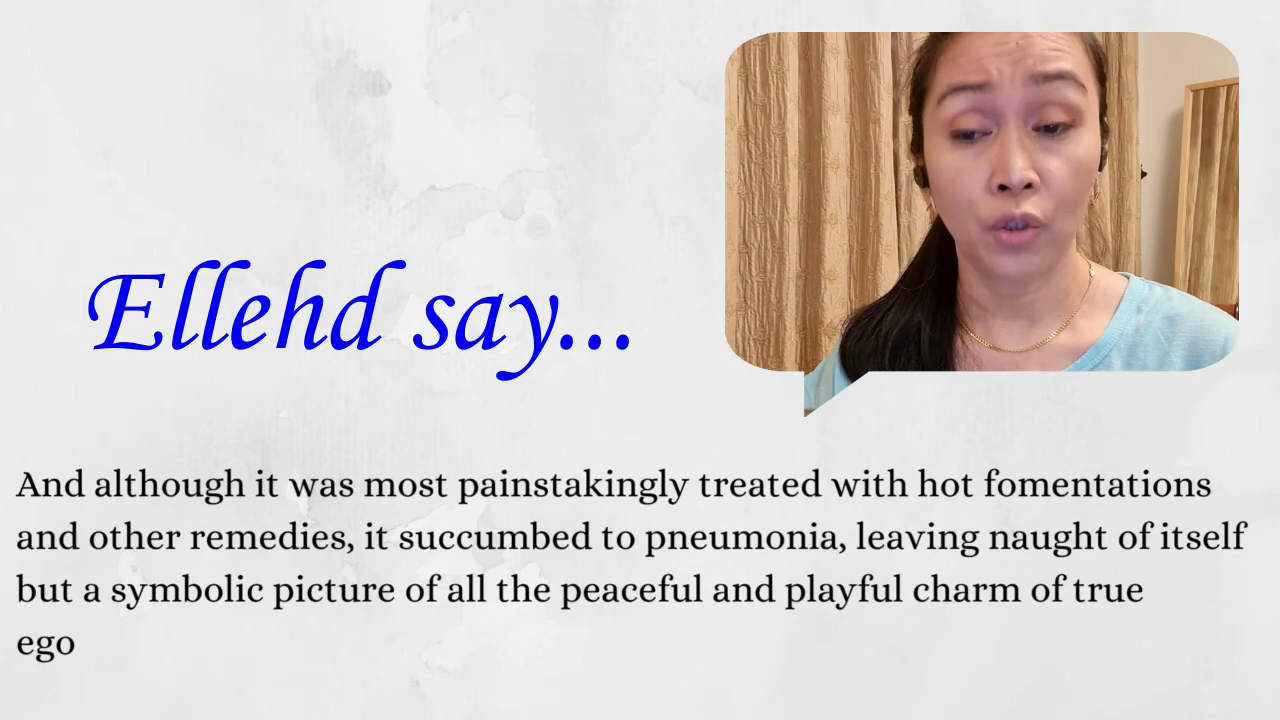 Ellehd say...
And although it was most painstakingly treated with hot fomentations
and other remedies, it succumbed to pneumonia, leaving naught of itself
but a symbolic picture of all the peaceful and playful charm of true
ego